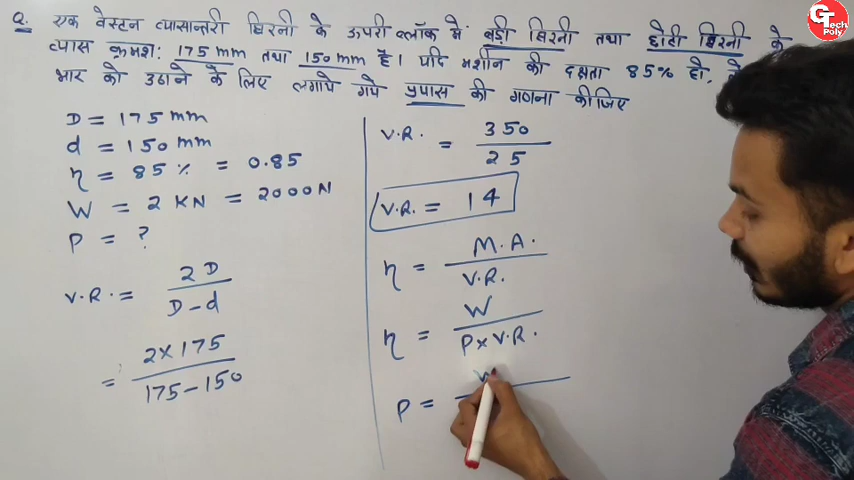 Q. एक वेस्टन व्यासान्तरी घिरनी के ऊपरी ब्लॉक में बड़ी घिरनी तथा छोटी घिरनी के
व्यास क्रमश: 175 mm तथा 150 mm है। यदि मशीन की दक्षता 85% हो,
भार को उठाने के लिए लगाये गये प्रयास की गणना कीजिए
D = 175 mm
d = 150 mm
η = 85 % = 0.85
W = 2 KN = 2000 N
P = ?
V.R. = 2D / D - d
= 2 × 175 / 175 - 150
V.R. = 350 / 25
V.R. = 14
η = M.A. / V.R.
η = W / P × V.R.
P =
GTech
Poly